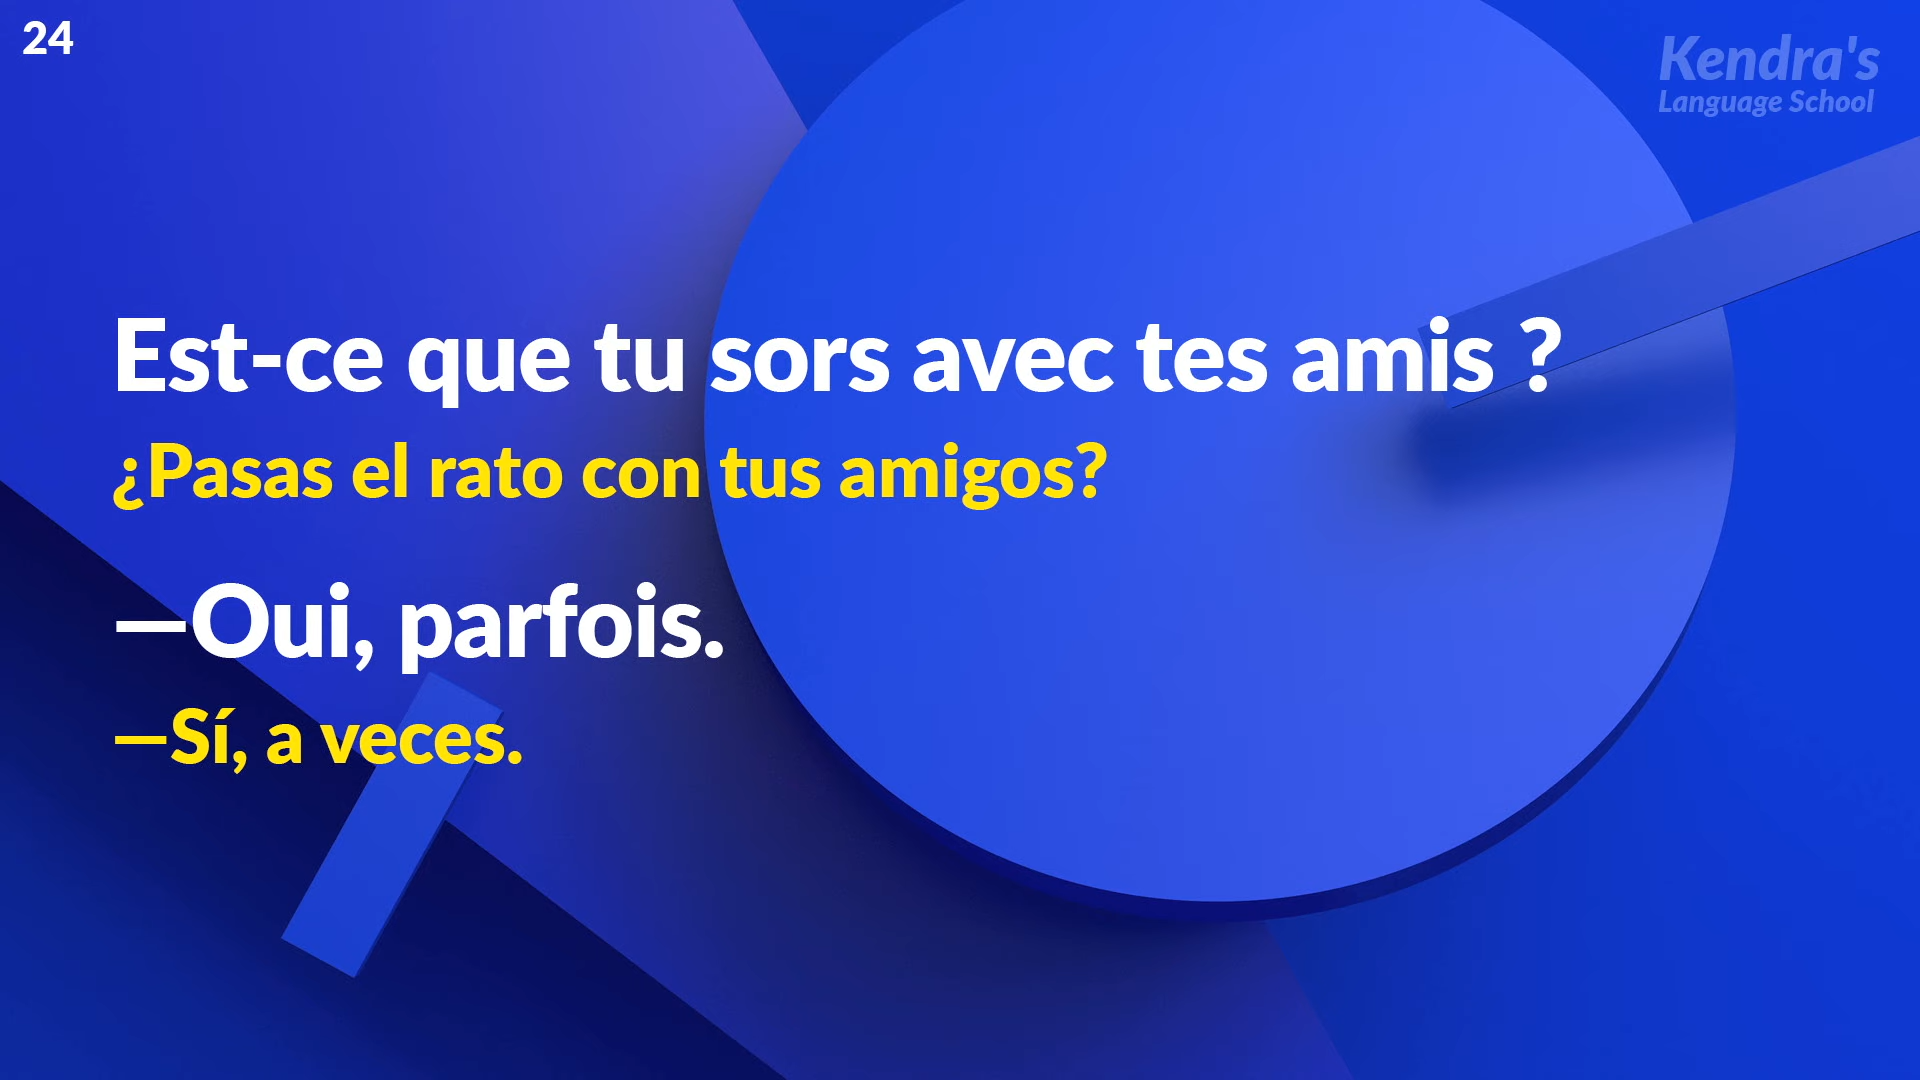 24
Kendra's
Language School
Est-ce que tu sors avec tes amis ?
¿Pasas el rato con tus amigos?
—Oui, parfois.
—Sí, a veces.